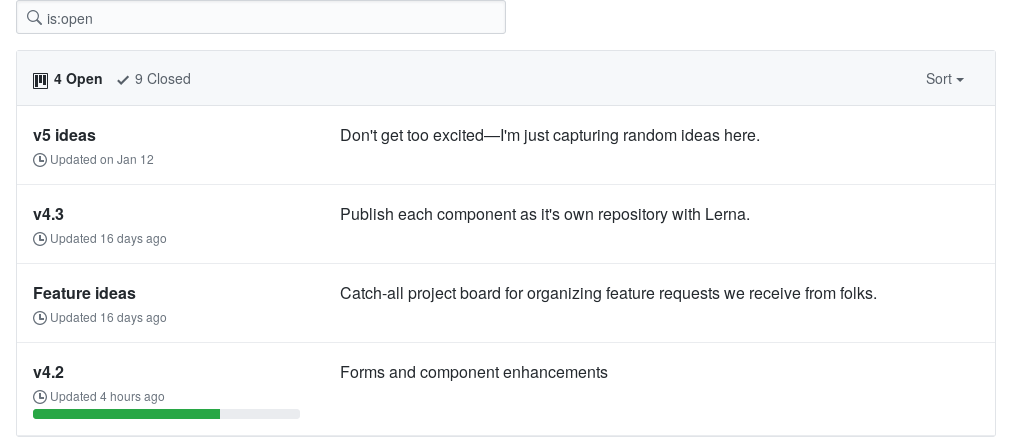 is:open
4 Open 9 Closed Sort
v5 ideas Don't get too excited—I'm just capturing random ideas here.
Updated on Jan 12
v4.3 Publish each component as it's own repository with Lerna.
Updated 16 days ago
Feature ideas Catch-all project board for organizing feature requests we receive from folks.
Updated 16 days ago
v4.2 Forms and component enhancements
Updated 4 hours ago